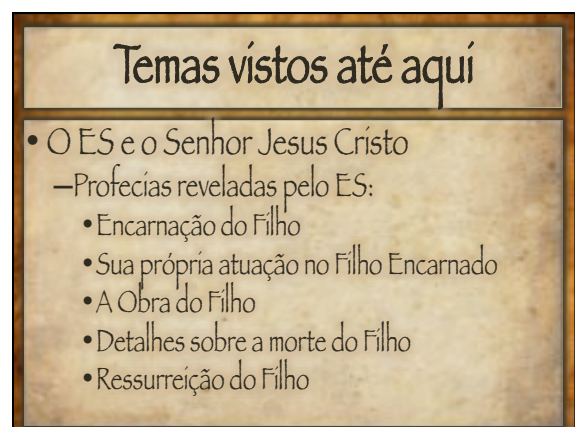 Temas vistos até aqui
• O ES e o Senhor Jesus Cristo
–Profecias reveladas pelo ES:
• Encarnação do Filho
• Sua própria atuação no Filho Encarnado
• A Obra do Filho
• Detalhes sobre a morte do Filho
• Ressurreição do Filho